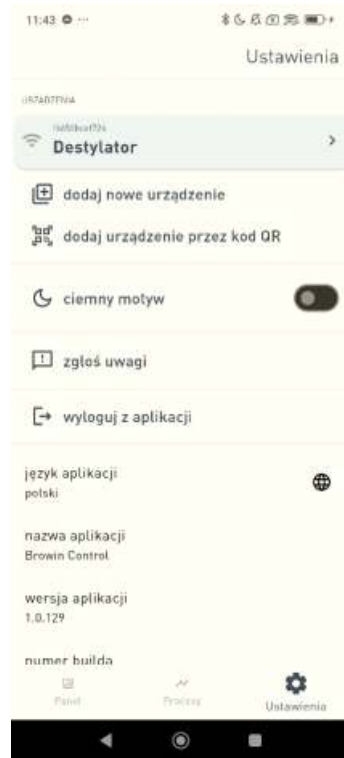 11:43
Ustawienia
URZĄDZENIA
Destylator
dodaj nowe urządzenie
dodaj urządzenie przez kod QR
ciemny motyw
zgłoś uwagi
wyloguj z aplikacji
język aplikacji
polski
nazwa aplikacji
Browin Control
wersja aplikacji
1.0.129
numer builda
Panel
Procesy
Ustawienia